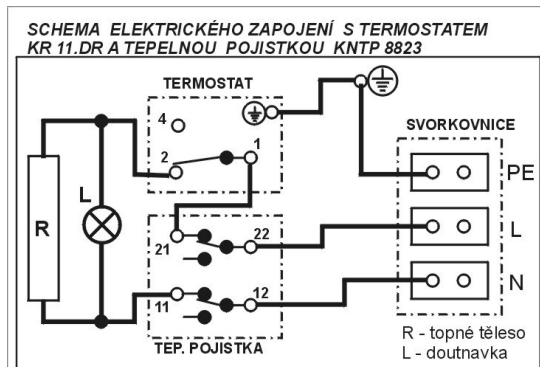 SCHEMA ELEKTRICKÉHO ZAPOJENÍ S TERMOSTATEM
KR 11.DR A TEPELNOU POJISTKOU KNTP 8823
TERMOSTAT
4
2
1
SVORKOVNICE
PE
L
L
R
21
22
N
11
12
TEP. POJISTKA
R - topné těleso
L - doutnavka